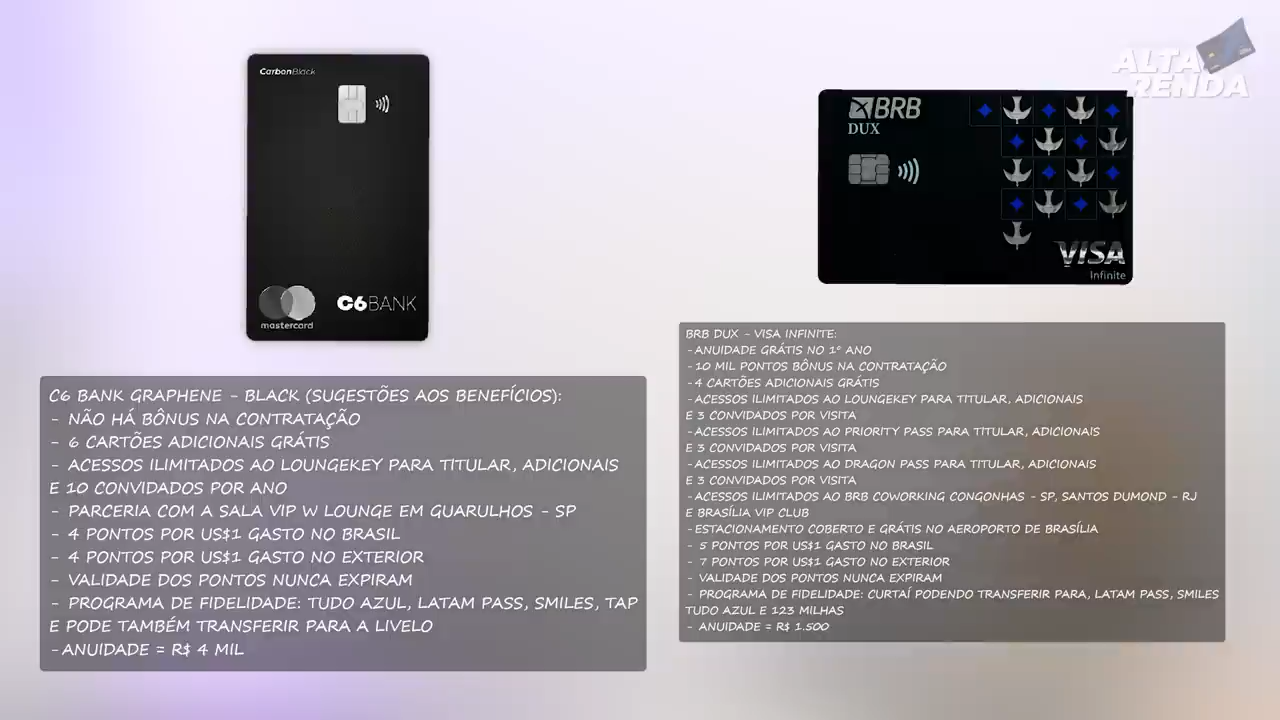 ALTA
RENDA
CarbonBlack
mastercard
C6BANK
BRB
DUX
VISA
Infinite
C6 BANK GRAPHENE - BLACK (SUGESTÕES AOS BENEFÍCIOS):
- NÃO HÁ BÔNUS NA CONTRATAÇÃO
- 6 CARTÕES ADICIONAIS GRÁTIS
- ACESSOS ILIMITADOS AO LOUNGEKEY PARA TITULAR, ADICIONAIS
E 10 CONVIDADOS POR ANO
- PARCERIA COM A SALA VIP W LOUNGE EM GUARULHOS - SP
- 4 PONTOS POR US$1 GASTO NO BRASIL
- 4 PONTOS POR US$1 GASTO NO EXTERIOR
- VALIDADE DOS PONTOS NUNCA EXPIRAM
- PROGRAMA DE FIDELIDADE: TUDO AZUL, LATAM PASS, SMILES, TAP
E PODE TAMBÉM TRANSFERIR PARA A LIVELO
-ANUIDADE = R$ 4 MIL
BRB DUX - VISA INFINITE:
-ANUIDADE GRÁTIS NO 1º ANO
-10 MIL PONTOS BÔNUS NA CONTRATAÇÃO
-4 CARTÕES ADICIONAIS GRÁTIS
-ACESSOS ILIMITADOS AO LOUNGEKEY PARA TITULAR, ADICIONAIS
E 3 CONVIDADOS POR VISITA
-ACESSOS ILIMITADOS AO PRIORITY PASS PARA TITULAR, ADICIONAIS
E 3 CONVIDADOS POR VISITA
-ACESSOS ILIMITADOS AO DRAGON PASS PARA TITULAR, ADICIONAIS
E 3 CONVIDADOS POR VISITA
-ACESSOS ILIMITADOS AO BRB COWORKING CONGONHAS - SP, SANTOS DUMOND - RJ
E BRASÍLIA VIP CLUB
-ESTACIONAMENTO COBERTO E GRÁTIS NO AEROPORTO DE BRASÍLIA
- 5 PONTOS POR US$1 GASTO NO BRASIL
- 7 PONTOS POR US$1 GASTO NO EXTERIOR
- VALIDADE DOS PONTOS NUNCA EXPIRAM
- PROGRAMA DE FIDELIDADE: CURTAÍ PODENDO TRANSFERIR PARA, LATAM PASS, SMILES
TUDO AZUL E 123 MILHAS
- ANUIDADE = R$ 1.500